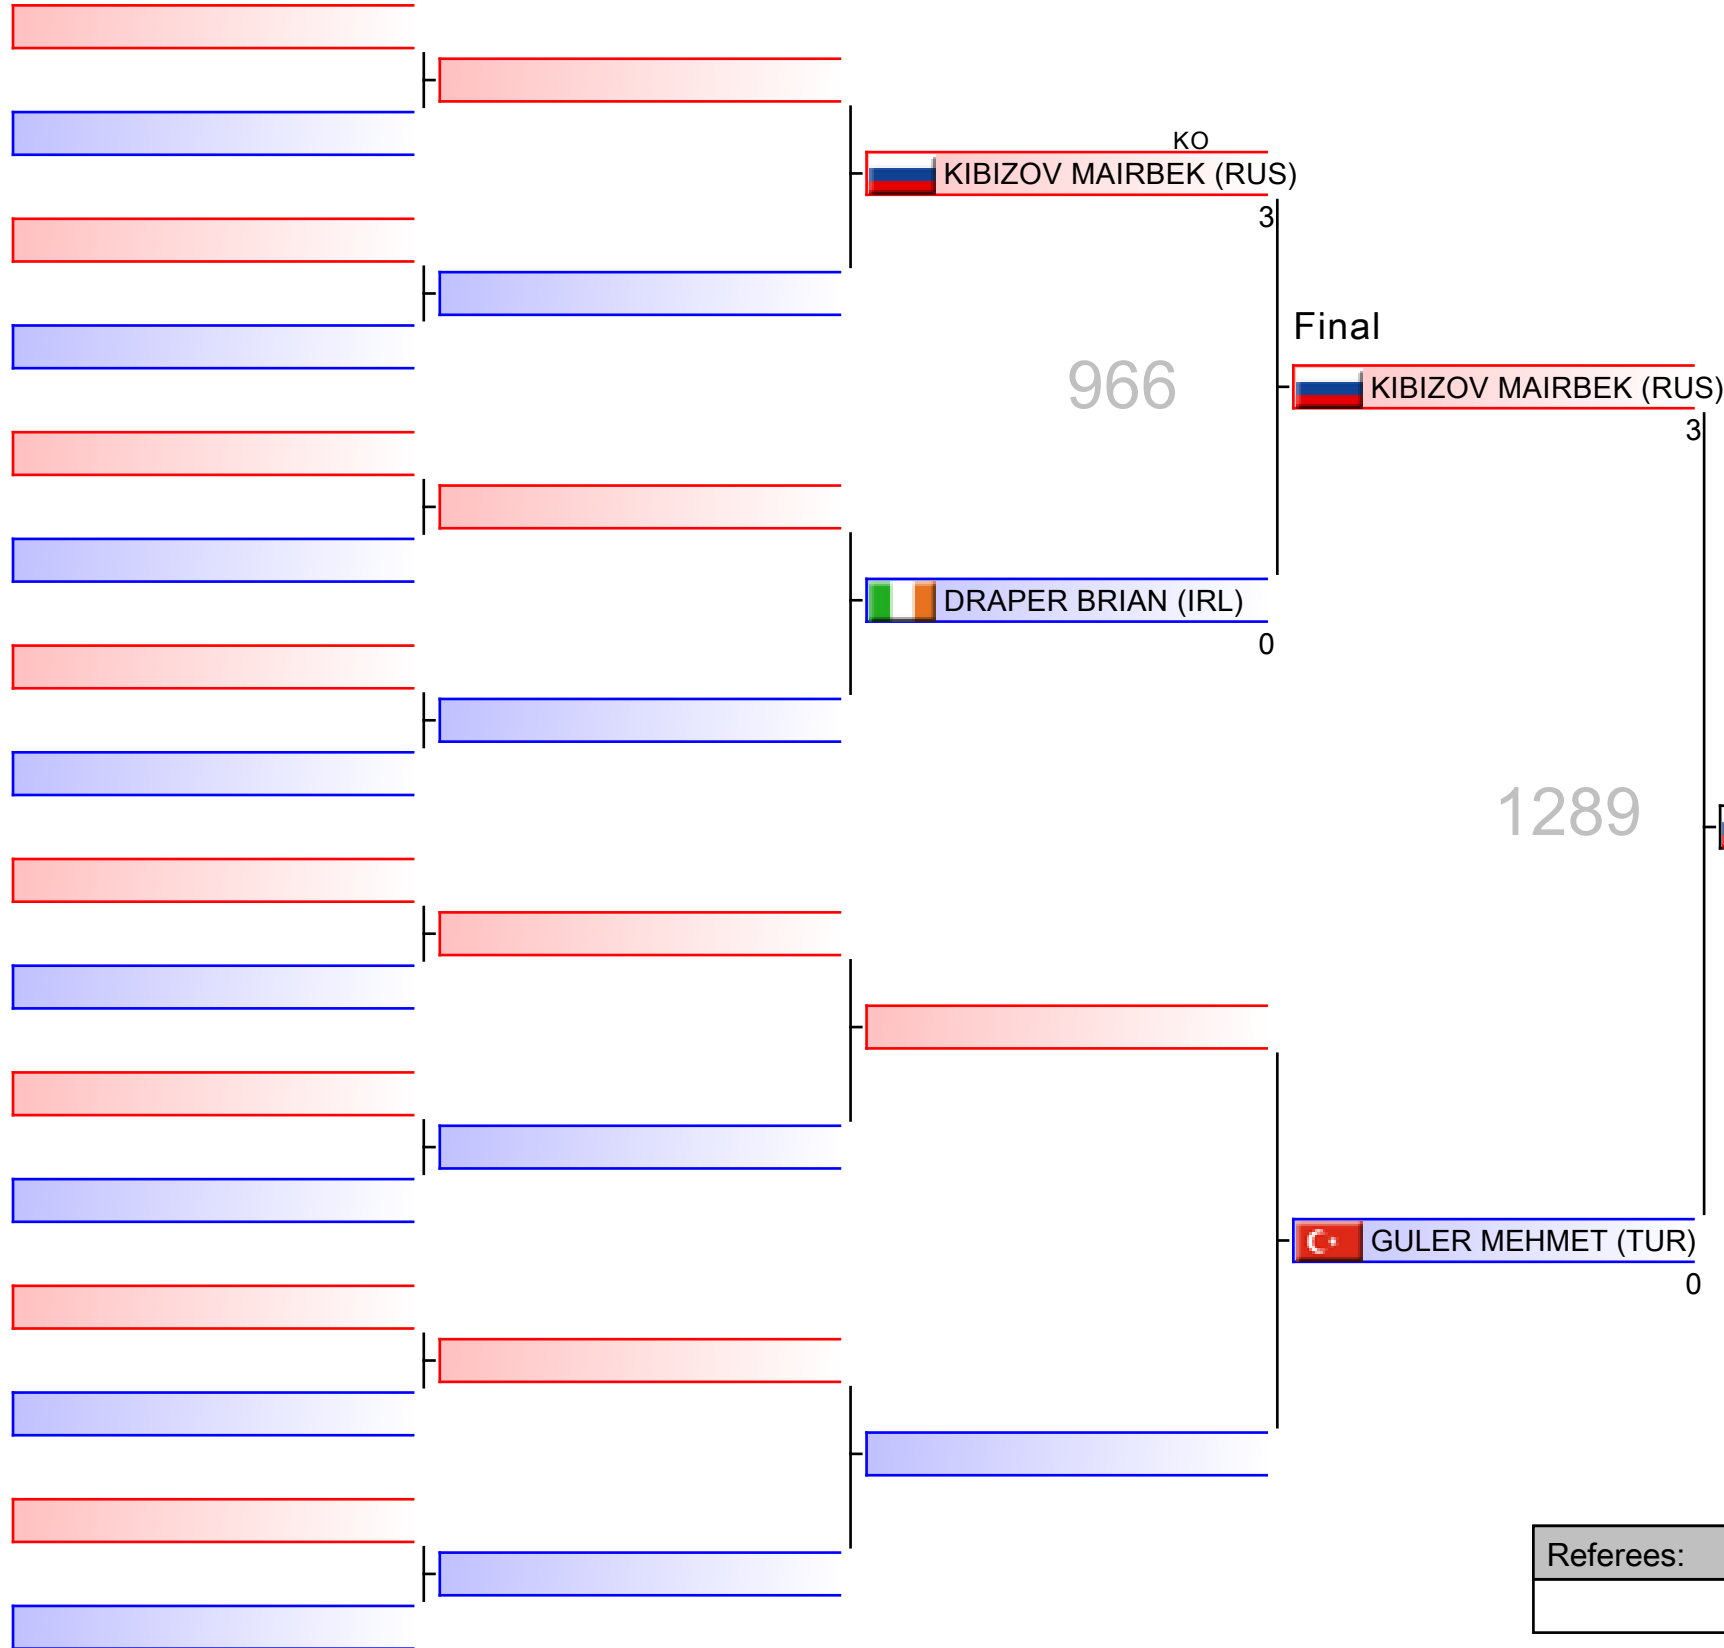 KO
KIBIZOV MAIRBEK (RUS)
3
Final
966
KIBIZOV MAIRBEK (RUS)
3
DRAPER BRIAN (IRL)
0
1289
GULER MEHMET (TUR)
0
Referees: